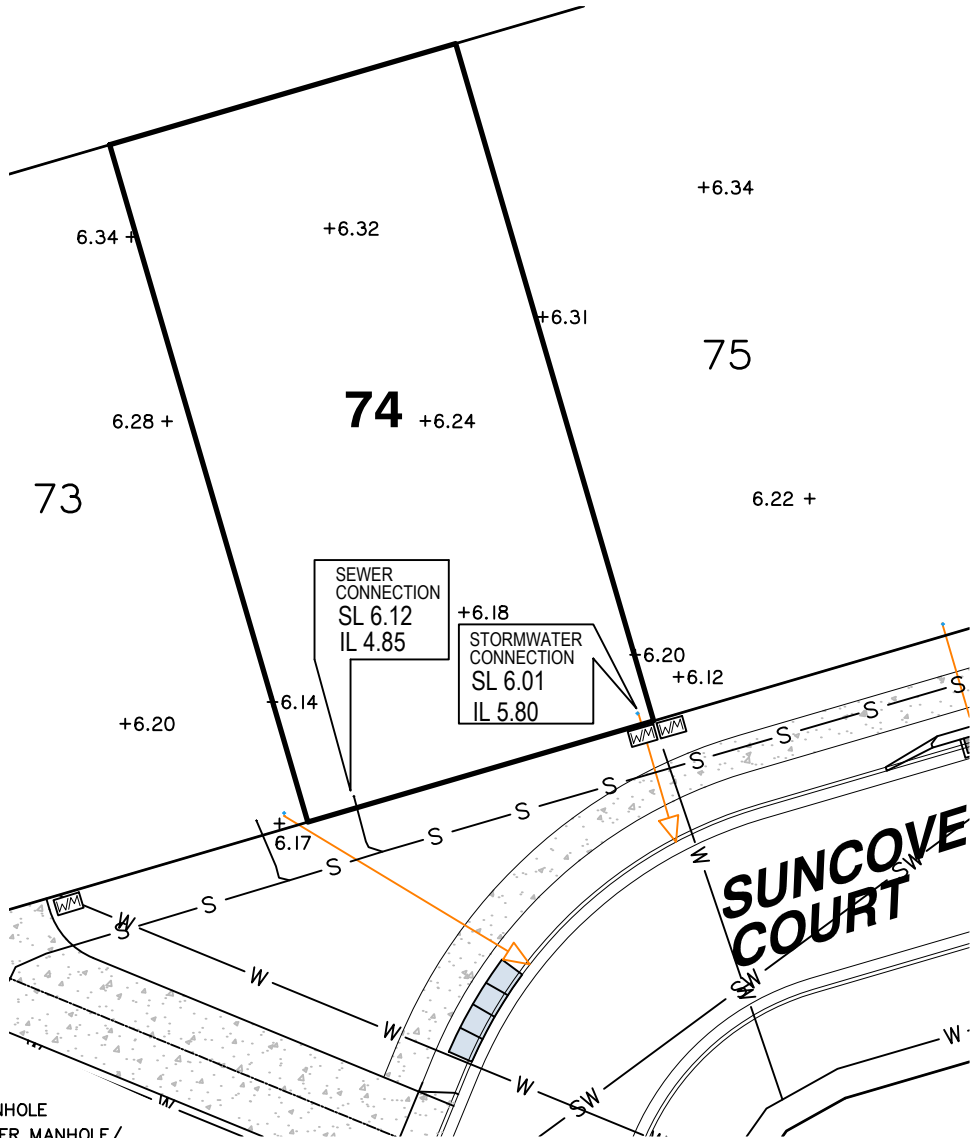 +6.34
+6.32
6.34 +
+6.31
75
74
+6.24
6.28 +
73
6.22 +
SEWER
CONNECTION
SL 6.12
IL 4.85
+6.18
STORMWATER
CONNECTION
SL 6.01
IL 5.80
+6.20
+6.12
S
+6.14
S
+6.20
S
WM
WM
S
S
S
S
+
6.17
S
W
S
SUNCOVE
COURT
SW
WM
W
S
W
SW
W
W
W
SW
W
W
NHOLE
ER MANHOLE/